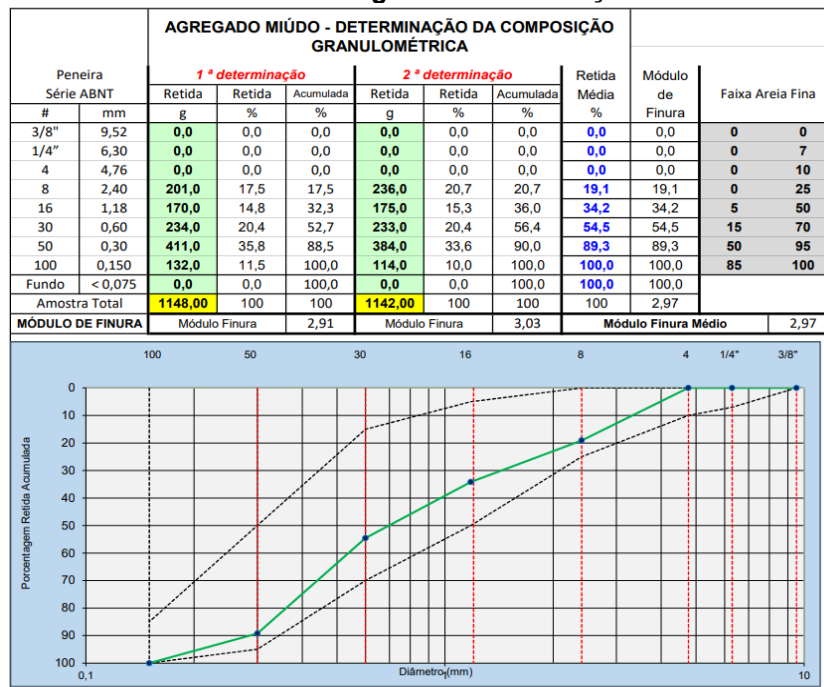 AGREGADO MIÚDO - DETERMINAÇÃO DA COMPOSIÇÃO
GRANULOMÉTRICA
Peneira 1 ª determinação 2 ª determinação Retida Módulo
Série ABNT Retida Retida Acumulada Retida Retida Acumulada Média de Faixa Areia Fina
# mm g % % g % % % Finura
3/8" 9,52 0,0 0,0 0,0 0,0 0,0 0,0 0,0 0,0 0 0
1/4" 6,30 0,0 0,0 0,0 0,0 0,0 0,0 0,0 0,0 0 7
4 4,76 0,0 0,0 0,0 0,0 0,0 0,0 0,0 0,0 0 10
8 2,40 201,0 17,5 17,5 236,0 20,7 20,7 19,1 19,1 0 25
16 1,18 170,0 14,8 32,3 175,0 15,3 36,0 34,2 34,2 5 50
30 0,60 234,0 20,4 52,7 233,0 20,4 56,4 54,5 54,5 15 70
50 0,30 411,0 35,8 88,5 384,0 33,6 90,0 89,3 89,3 50 95
100 0,150 132,0 11,5 100,0 114,0 10,0 100,0 100,0 100,0 85 100
Fundo < 0,075 0,0 0,0 100,0 0,0 0,0 100,0 100,0
Amostra Total 1148,00 100 100 1142,00 100 100 100 2,97
MÓDULO DE FINURA Módulo Finura 2,91 Módulo Finura 3,03 Módulo Finura Médio 2,97
100 50 30 16 8 4 1/4" 3/8"
0
10
20
30
40
50
60
70
80
90
100
Porcentagem Retida Acumulada
0,1 1 10
Diâmetro (mm)